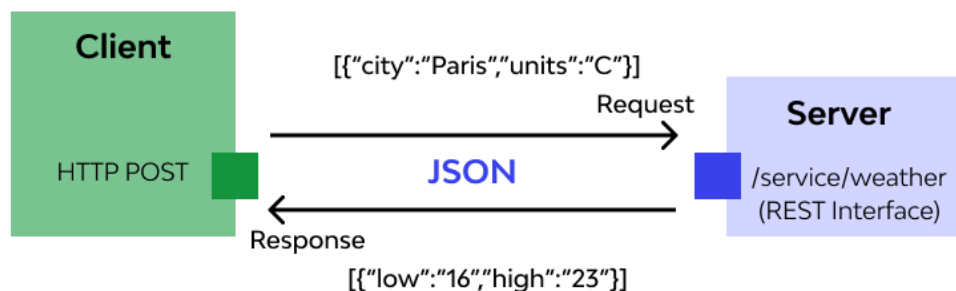 Client
[{“city”:“Paris”,“units”:“C”}]
Request
Server
HTTP POST
JSON
/service/weather
(REST Interface)
Response
[{“low”:“16”,“high”:“23”}]